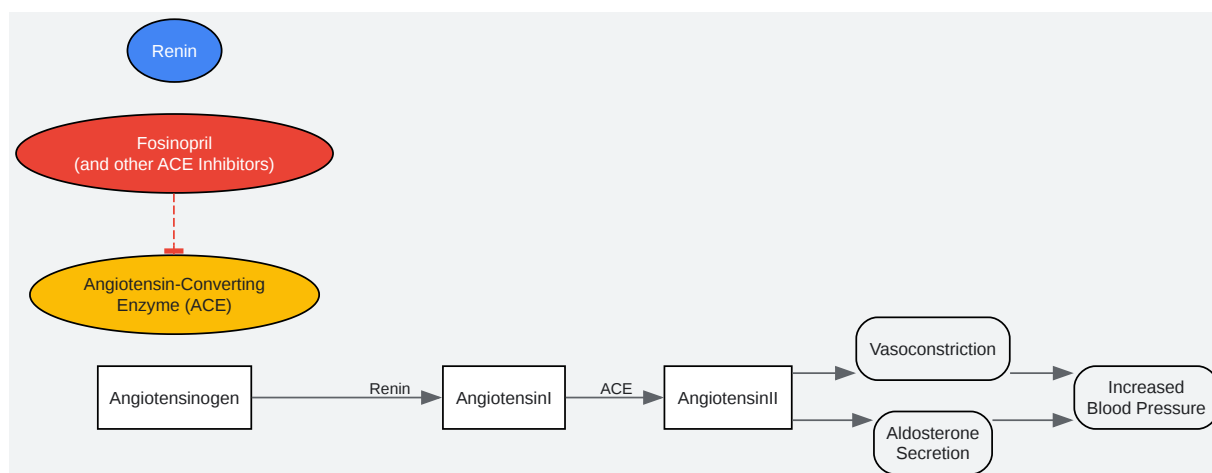 Renin
Fosinopril
(and other ACE Inhibitors)
Angiotensin-Converting
Enzyme (ACE)
Angiotensinogen
Renin
AngiotensinI
ACE
AngiotensinII
Vasoconstriction
Aldosterone
Secretion
Increased
Blood Pressure